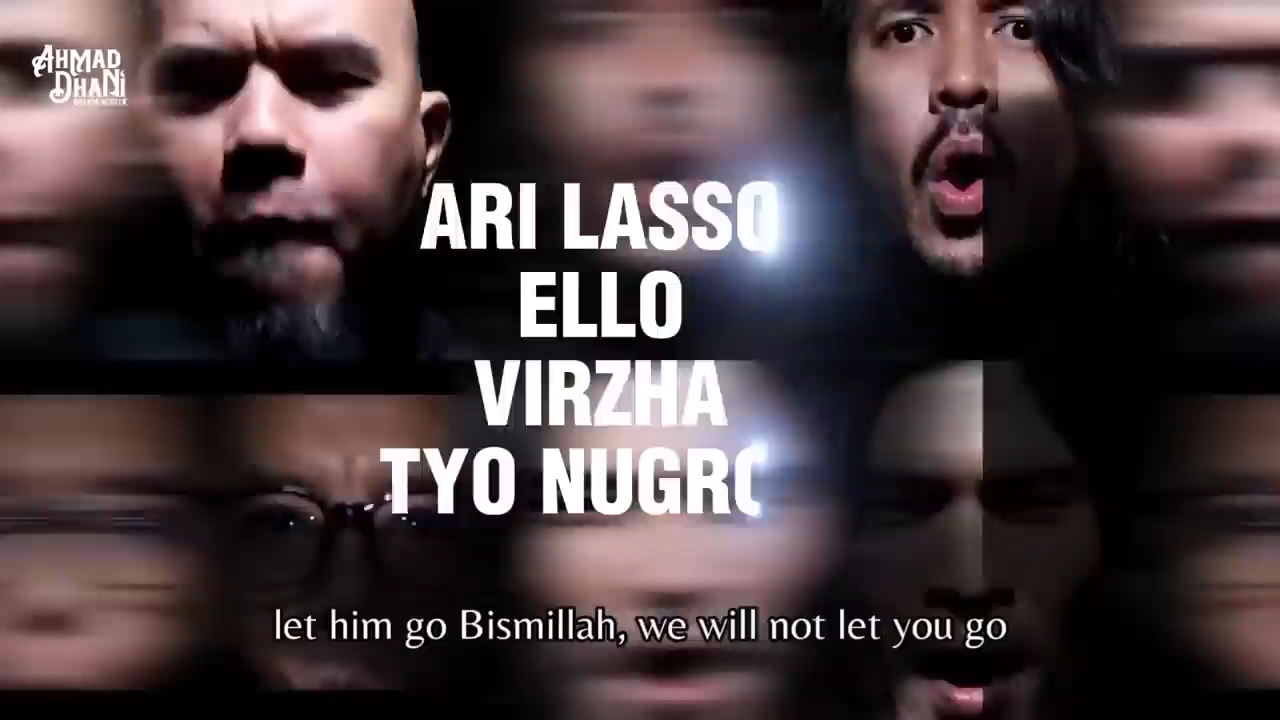 AHMAD
DHANI
ARI LASSO
ELLO
VIRZHA
TYO NUGRO
let him go Bismillah, we will not let you go